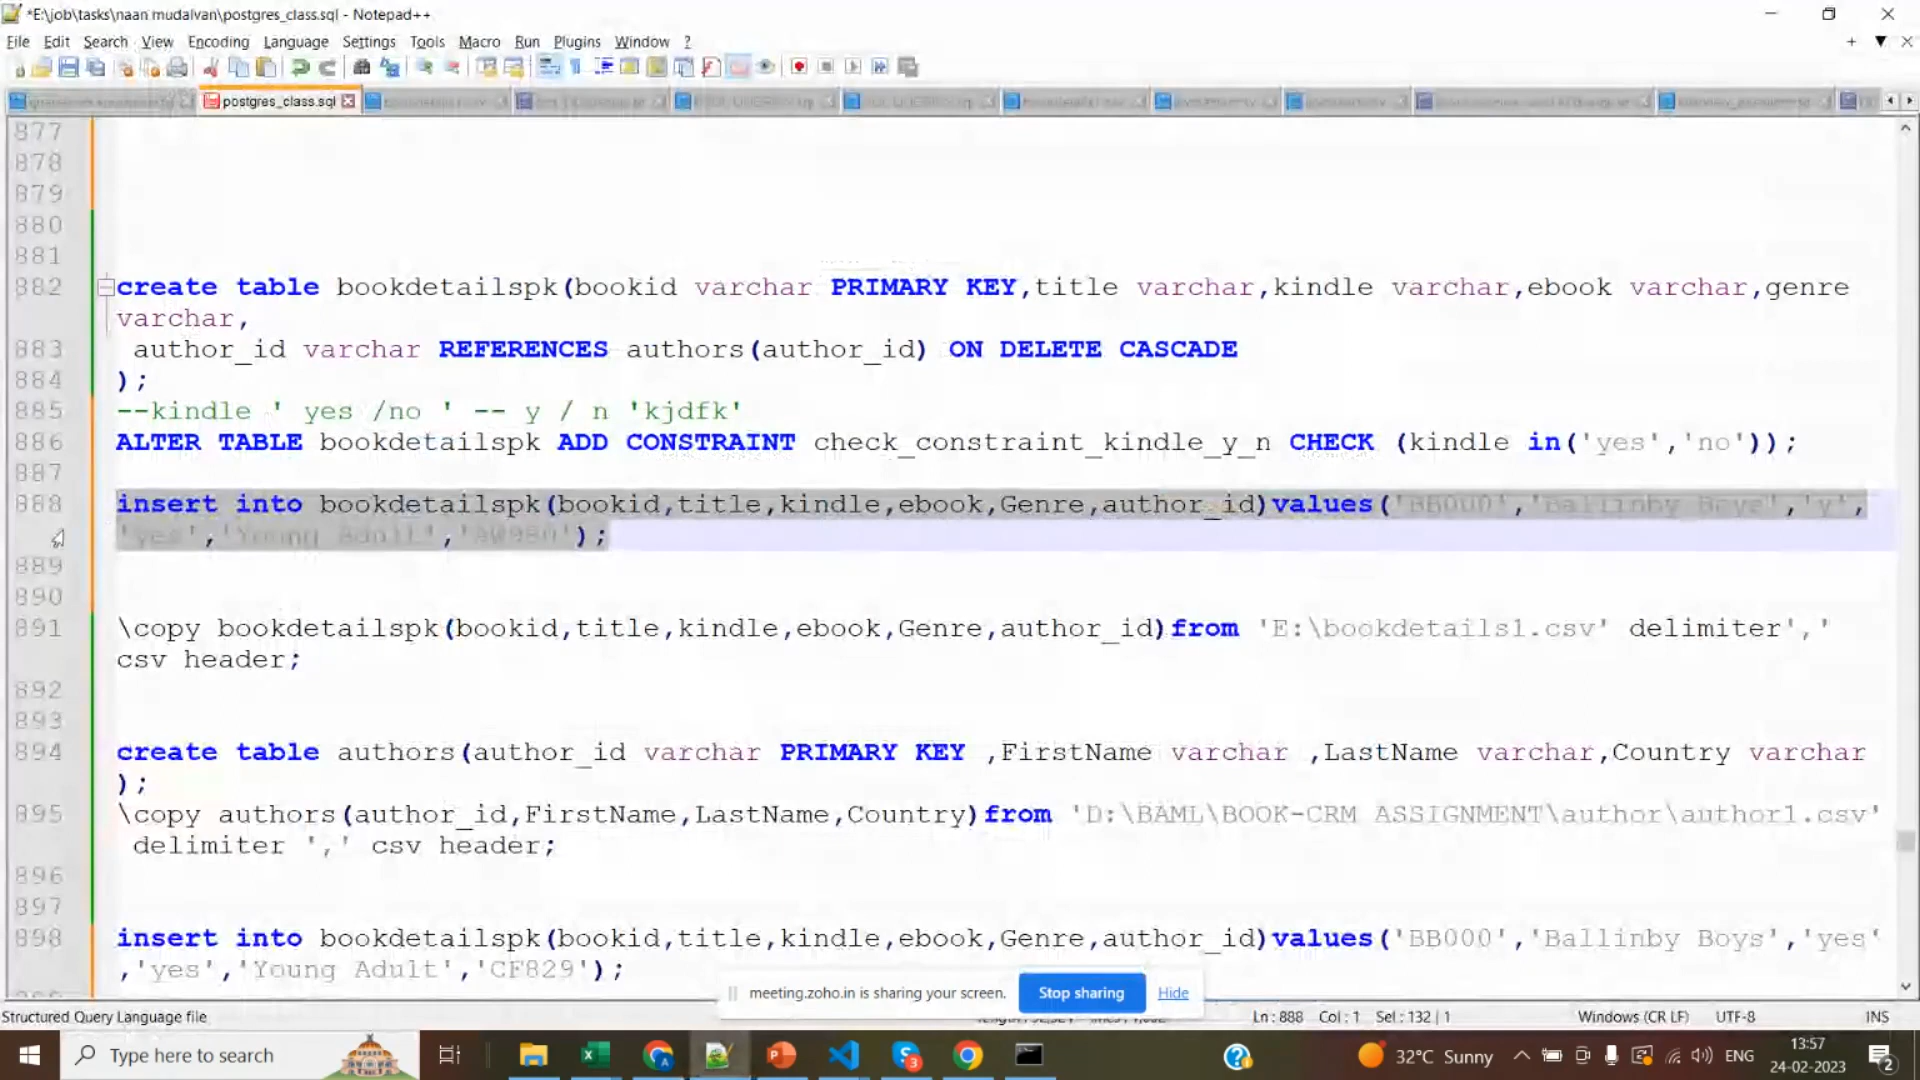 *E:\job\tasks\naan mudalvan\postgres_class.sql - Notepad++
File Edit Search View Encoding Language Settings Tools Macro Run Plugins Window ?
postgres_class.sql
877
878
879
880
881
882 create table bookdetailspk(bookid varchar PRIMARY KEY,title varchar,kindle varchar,ebook varchar,genre
varchar,
883 author_id varchar REFERENCES authors(author_id) ON DELETE CASCADE
884 );
885 --kindle ' yes /no ' -- y / n 'kjdfk'
886 ALTER TABLE bookdetailspk ADD CONSTRAINT check_constraint_kindle_y_n CHECK (kindle in('yes','no'));
887
888 insert into bookdetailspk(bookid,title,kindle,ebook,Genre,author_id)values('BB000','Ballinby Boys','y',
'yes','Young Adult','AW980');
889
890
891 \copy bookdetailspk(bookid,title,kindle,ebook,Genre,author_id)from 'E:\bookdetails1.csv' delimiter','
csv header;
892
893
894 create table authors(author_id varchar PRIMARY KEY ,FirstName varchar ,LastName varchar,Country varchar
);
895 \copy authors(author_id,FirstName,LastName,Country)from 'D:\BAML\BOOK-CRM ASSIGNMENT\author\author1.csv'
delimiter ',' csv header;
896
897
898 insert into bookdetailspk(bookid,title,kindle,ebook,Genre,author_id)values('BB000','Ballinby Boys','yes'
,'yes','Young Adult','CF829');
meeting.zoho.in is sharing your screen. Stop sharing Hide
Structured Query Language file Ln : 888 Col : 1 Sel : 132 | 1 Windows (CR LF) UTF-8 INS
Type here to search 32°C Sunny ENG 13:57
24-02-2023 2